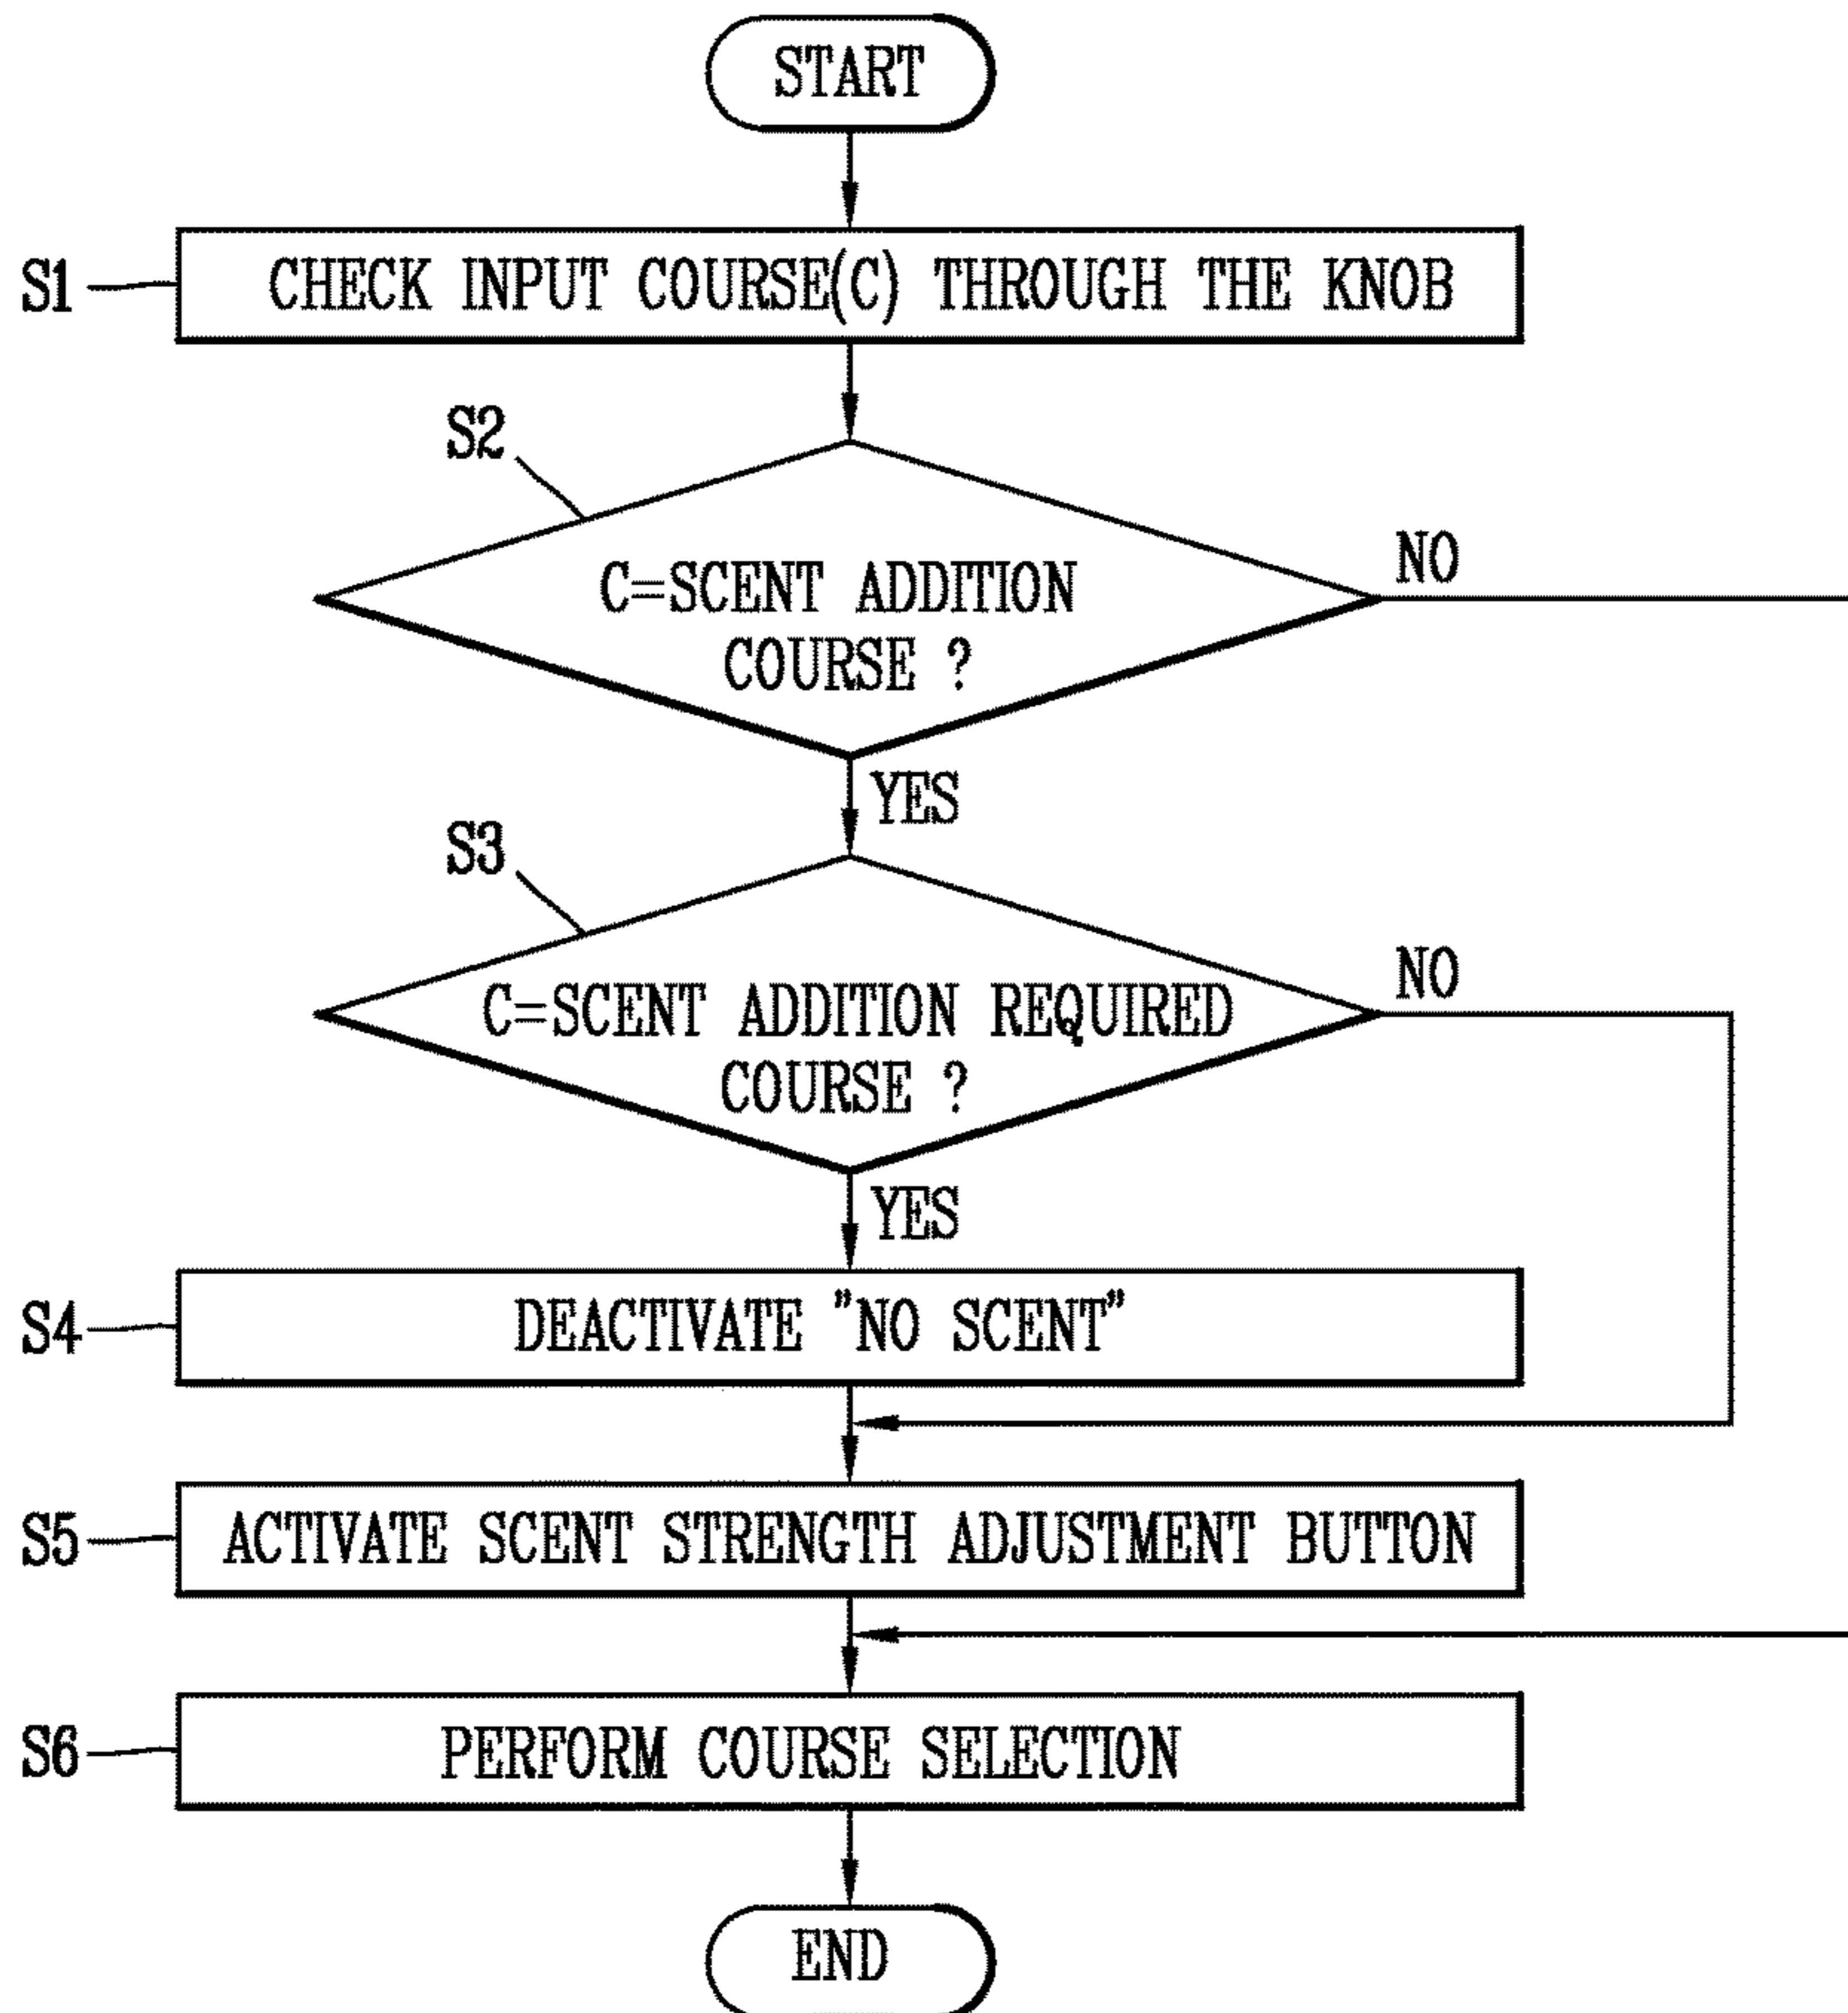 START
S1
CHECK INPUT COURSE(C) THROUGH THE KNOB
S2
C=SCENT ADDITION
COURSE ?
NO
YES
S3
C=SCENT ADDITION REQUIRED
COURSE ?
NO
YES
S4
DEACTIVATE "NO SCENT"
S5
ACTIVATE SCENT STRENGTH ADJUSTMENT BUTTON
S6
PERFORM COURSE SELECTION
END